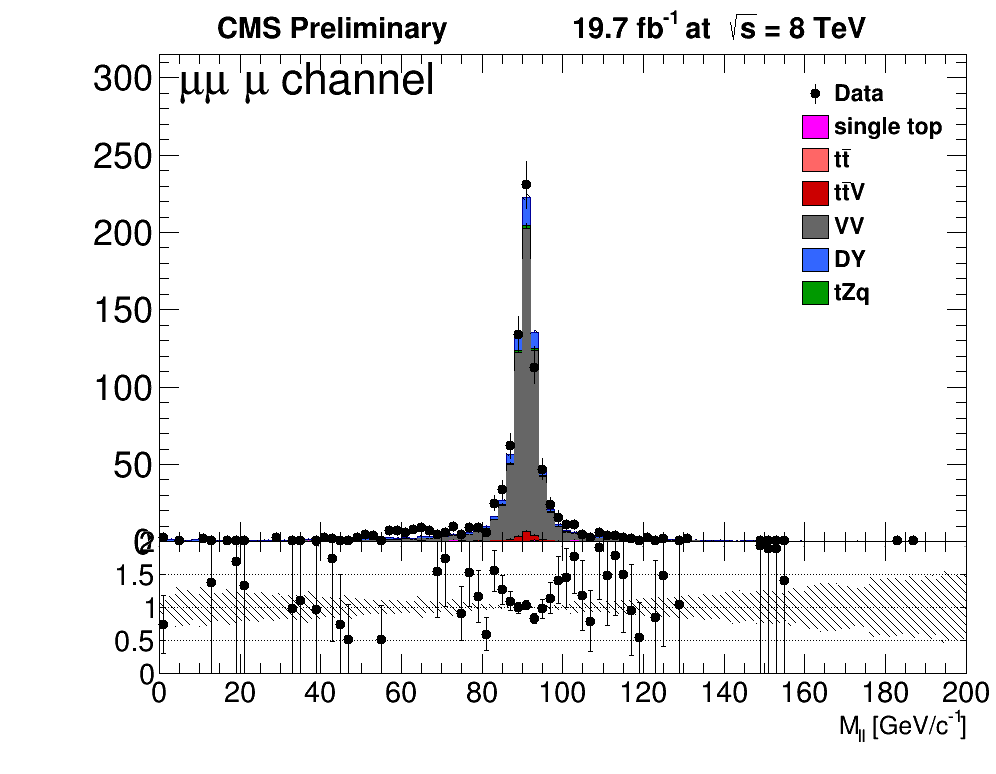 CMS Preliminary 19.7 fb⁻¹ at √s = 8 TeV
μμ μ channel
Data
single top
tt̄
tt̄V
VV
DY
tZq
300
250
200
150
100
50
0
2
1.5
1
0.5
0
0 20 40 60 80 100 120 140 160 180 200
M_ll [GeV/c⁻¹]